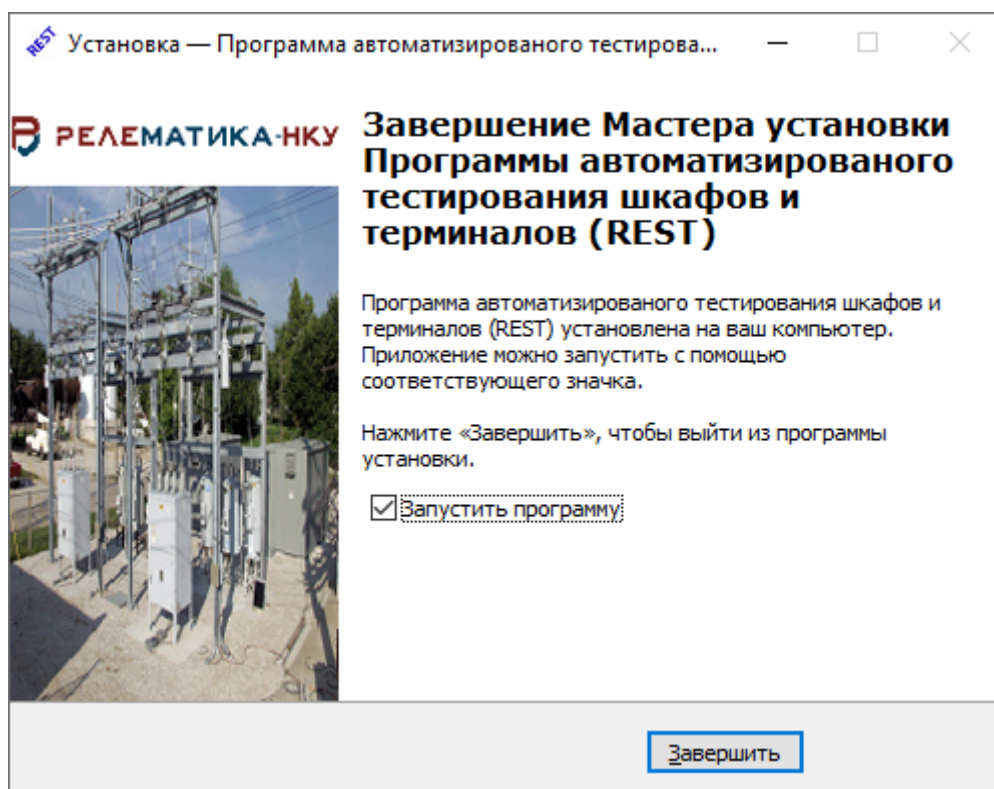 REST Установка — Программа автоматизированого тестирова...
РЕЛЕМАТИКА-НКУ
Завершение Мастера установки
Программы автоматизированого
тестирования шкафов и
терминалов (REST)
Программа автоматизированого тестирования шкафов и
терминалов (REST) установлена на ваш компьютер.
Приложение можно запустить с помощью
соответствующего значка.
Нажмите «Завершить», чтобы выйти из программы
установки.
Запустить программу
Завершить